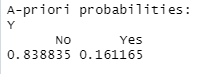 A-priori probabilities:
Y
No Yes
0.838835 0.161165